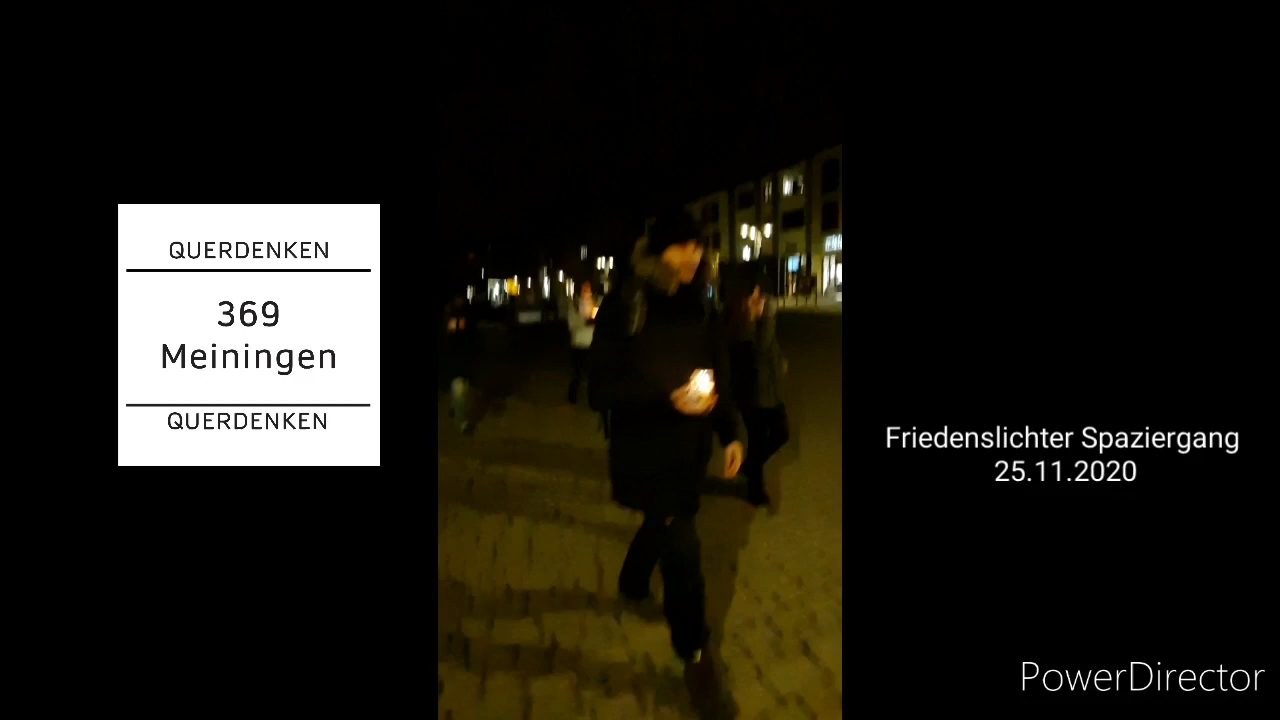 QUERDENKEN
369
Meiningen
QUERDENKEN
Friedenslichter Spaziergang
25.11.2020
PowerDirector